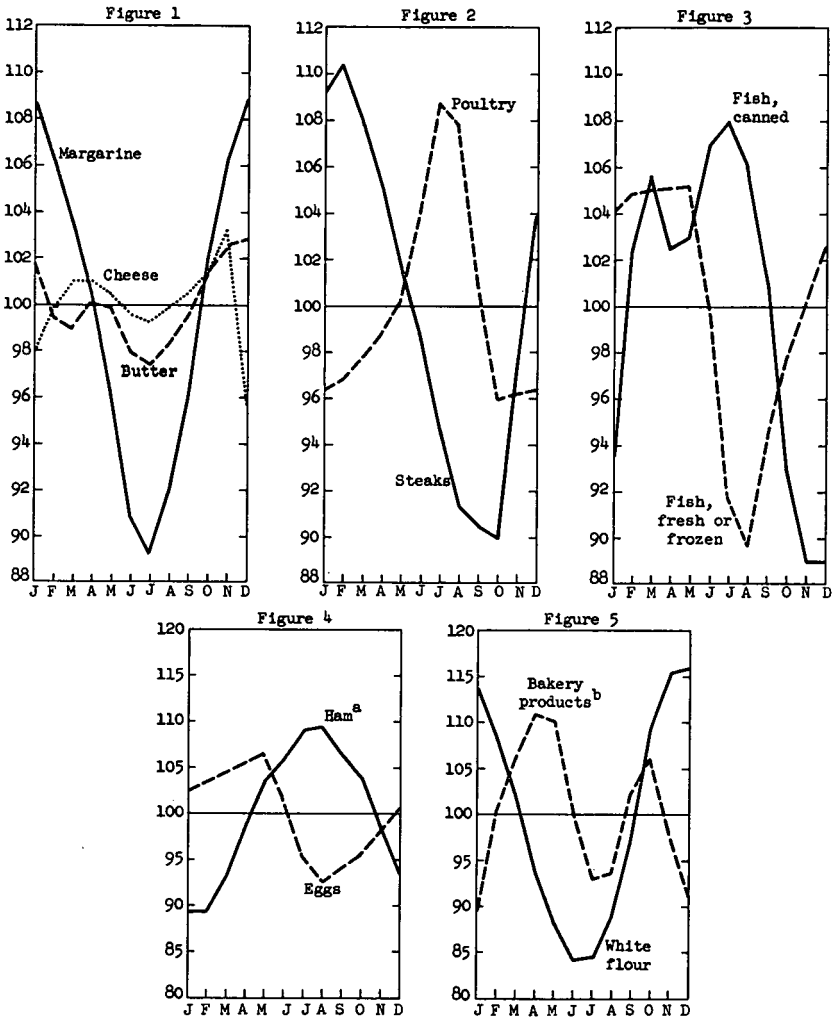 Figure 1
112
110
108
106
104
102
100
98
96
94
92
90
88
Margarine
Cheese
Butter
J F M A M J J A S O N D
Figure 2
112
110
108
106
104
102
100
98
96
94
92
90
88
Poultry
Steaks
J F M A M J J A S O N D
Figure 3
112
110
108
106
104
102
100
98
96
94
92
90
88
Fish,
canned
Fish,
fresh or
frozen
J F M A M J J A S O N D
Figure 4
120
115
110
105
100
95
90
85
80
Ham a
Eggs
J F M A M J J A S O N D
Figure 5
120
115
110
105
100
95
90
85
80
Bakery
products b
White
flour
J F M A M J J A S O N D